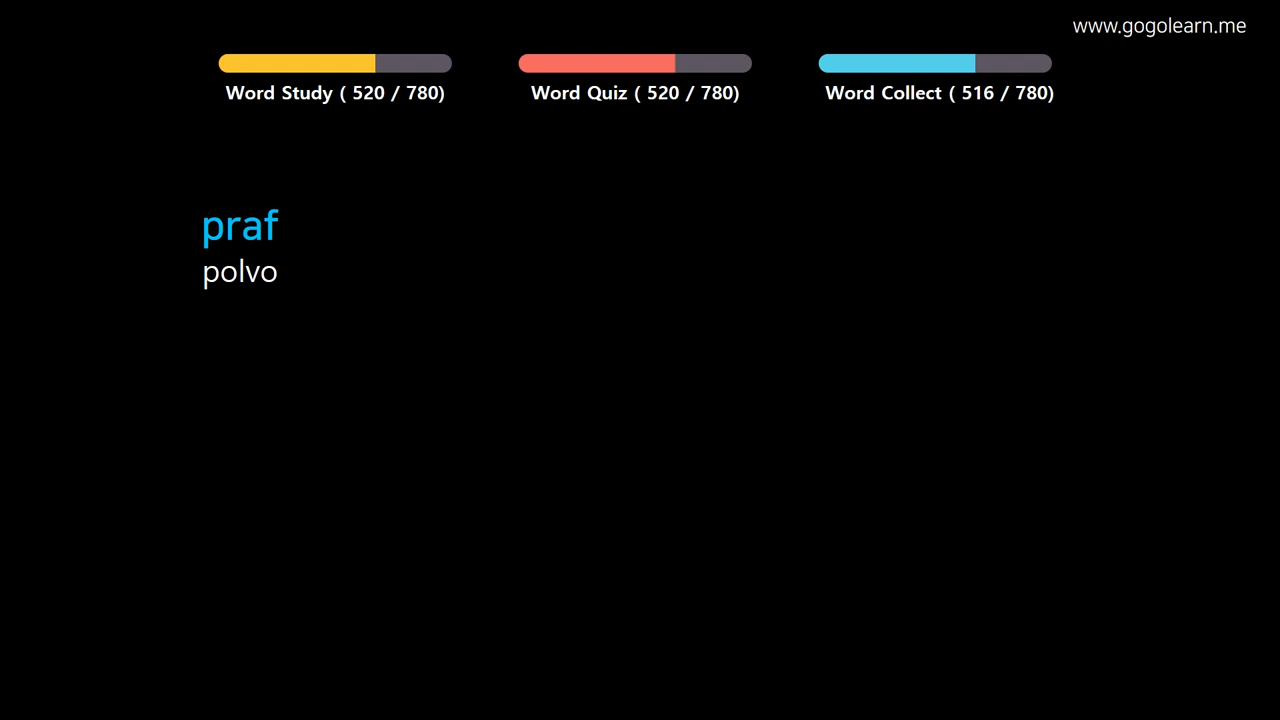 www.gogolearn.me
Word Study ( 520 / 780)
Word Quiz ( 520 / 780)
Word Collect ( 516 / 780)
praf
polvo